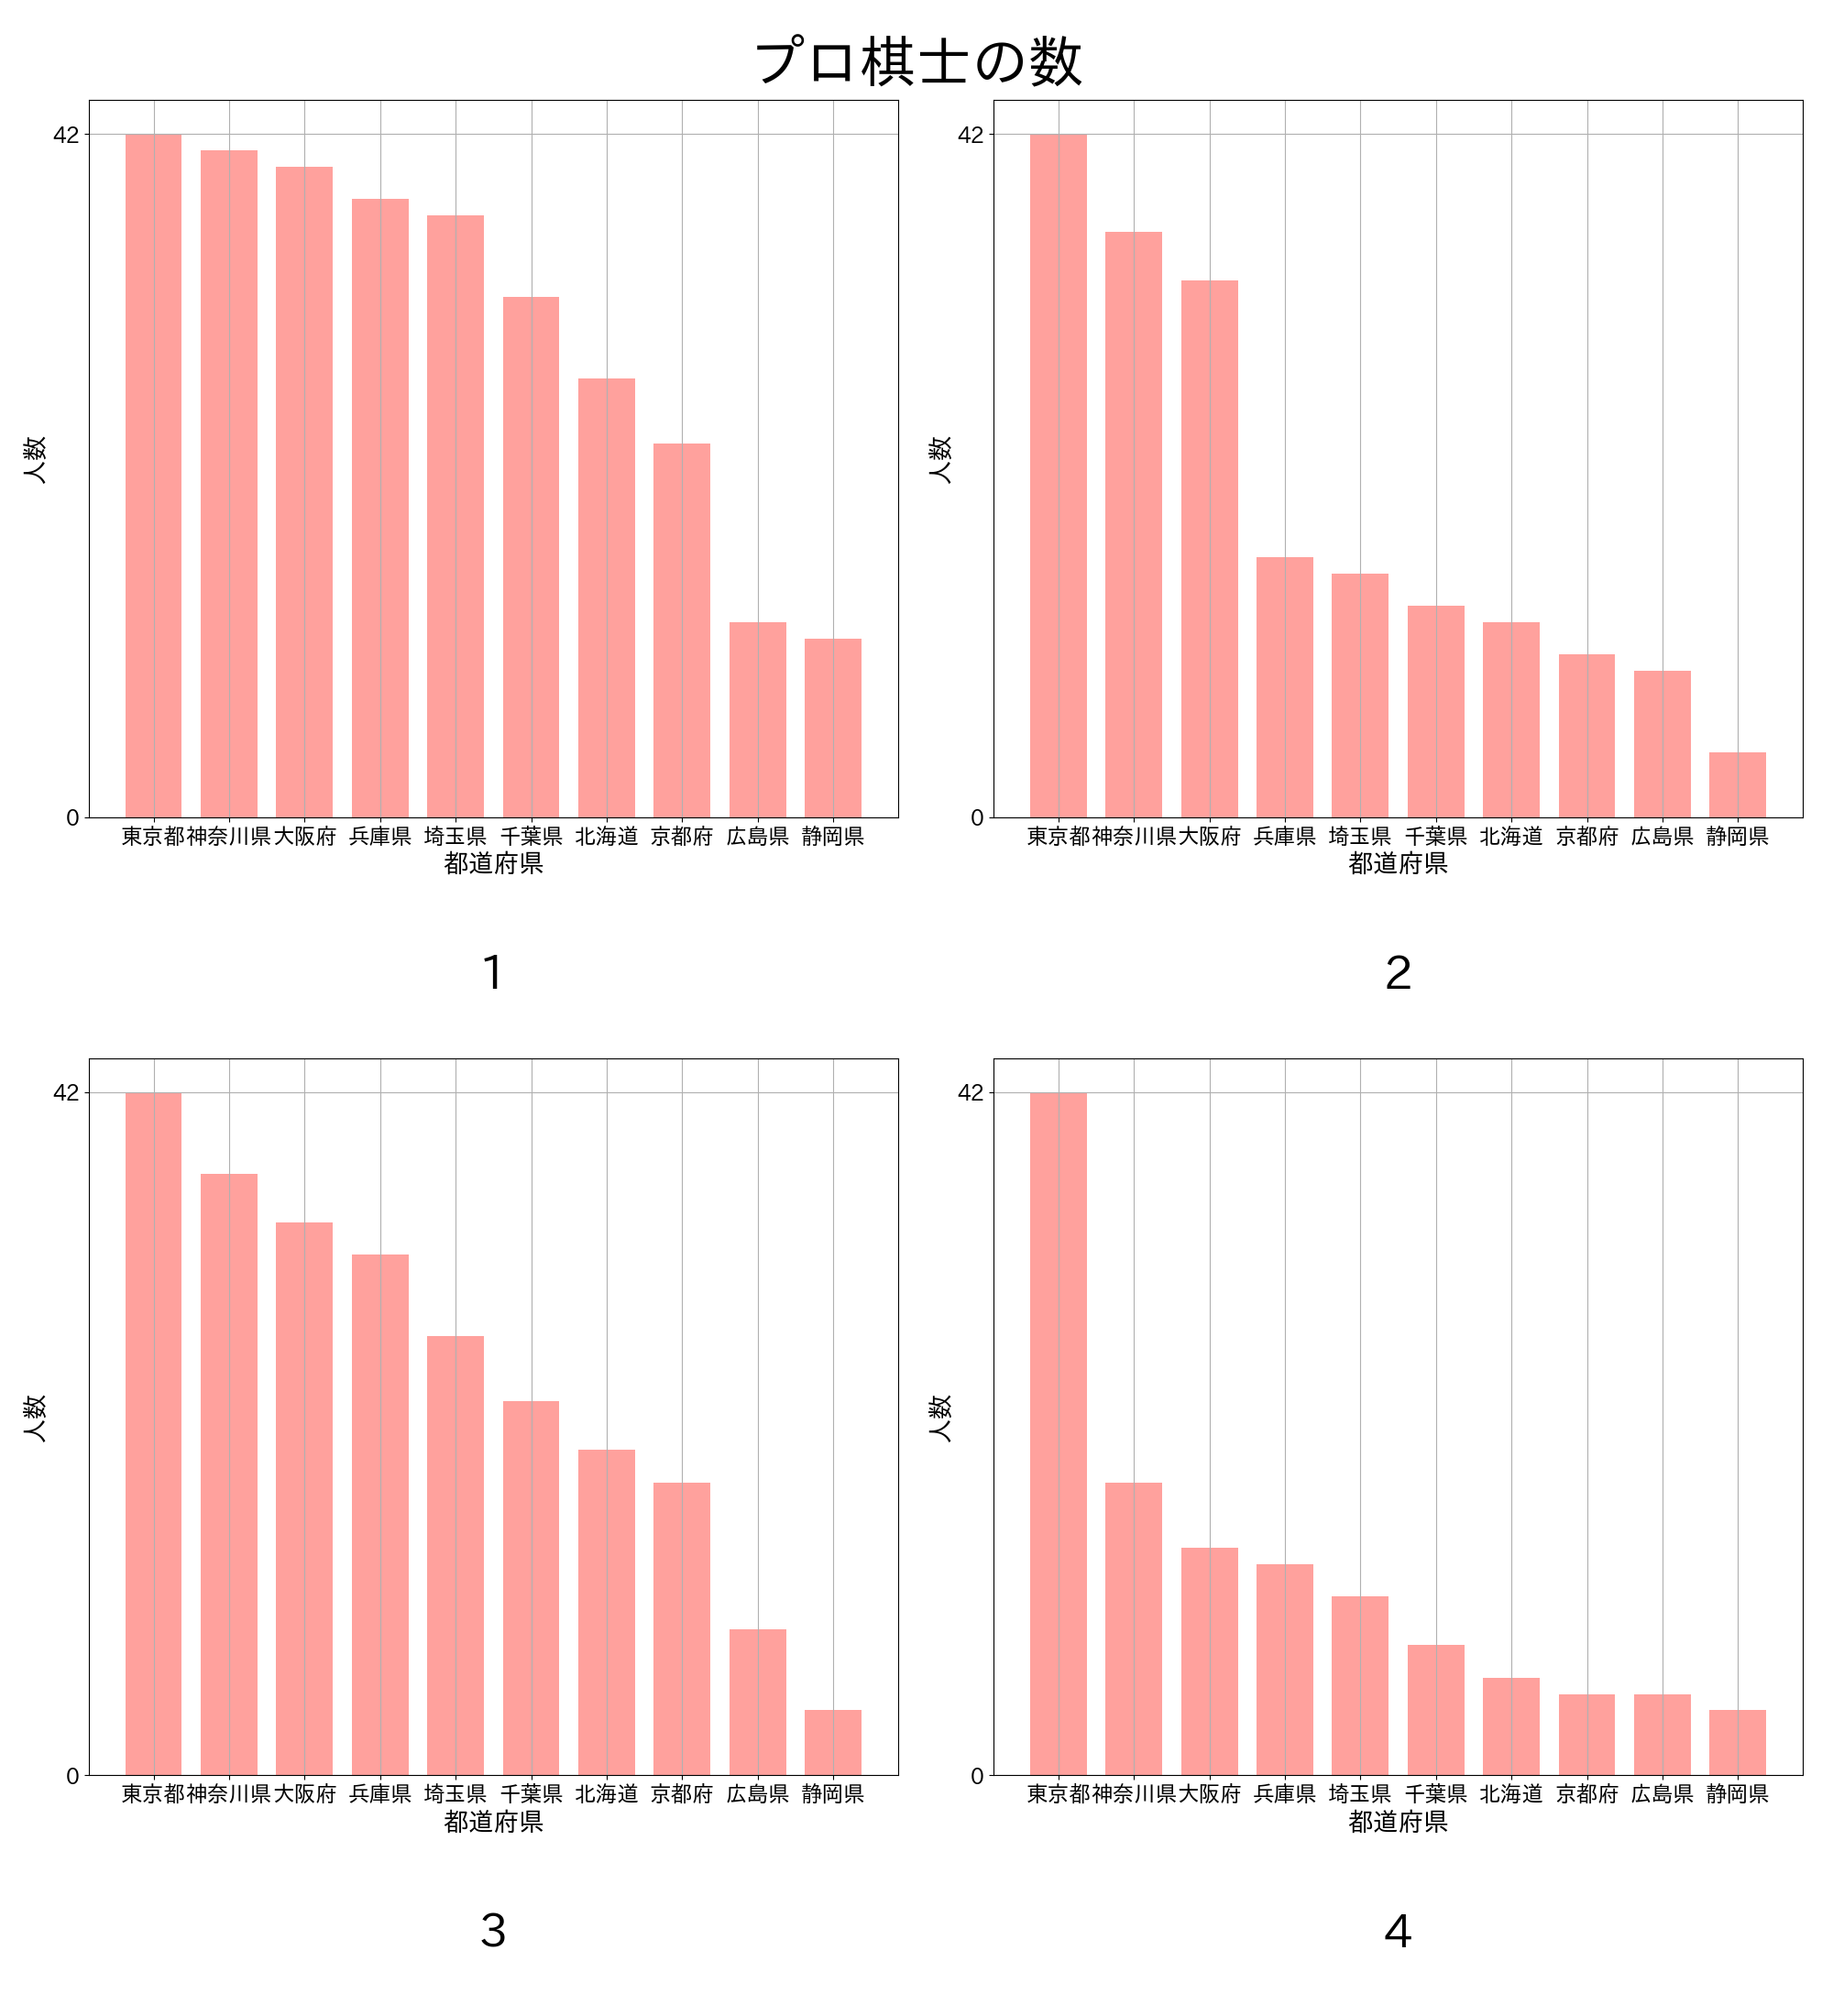 プロ棋士の数
42
0
人数
東京都 神奈川県 大阪府 兵庫県 埼玉県 千葉県 北海道 京都府 広島県 静岡県
都道府県
1
42
0
人数
東京都 神奈川県 大阪府 兵庫県 埼玉県 千葉県 北海道 京都府 広島県 静岡県
都道府県
2
42
0
人数
東京都 神奈川県 大阪府 兵庫県 埼玉県 千葉県 北海道 京都府 広島県 静岡県
都道府県
3
42
0
人数
東京都 神奈川県 大阪府 兵庫県 埼玉県 千葉県 北海道 京都府 広島県 静岡県
都道府県
4